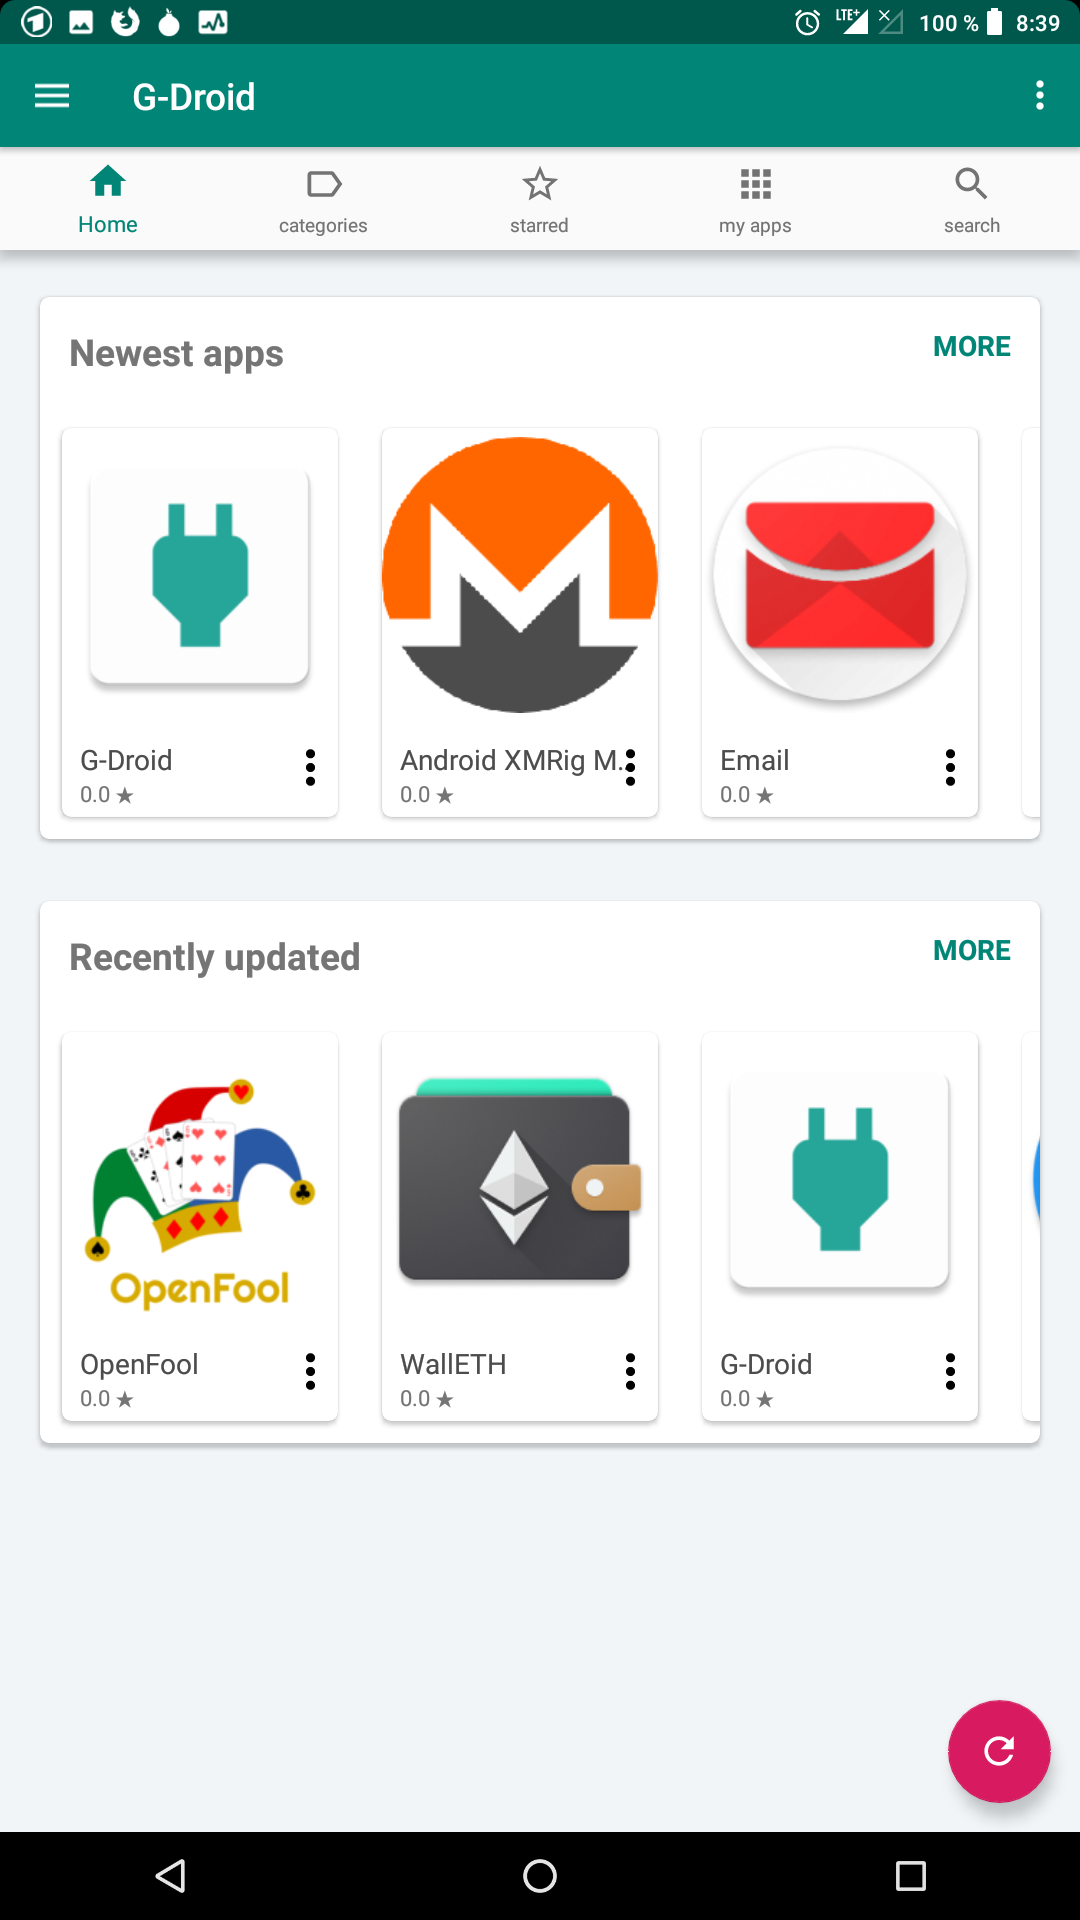 LTE+ 100 % 8:39
G-Droid
Home categories starred my apps search
Newest apps MORE
G-Droid Android XMRig M.. Email
0.0 ★ 0.0 ★ 0.0 ★
Recently updated MORE
OpenFool
OpenFool WallETH G-Droid
0.0 ★ 0.0 ★ 0.0 ★